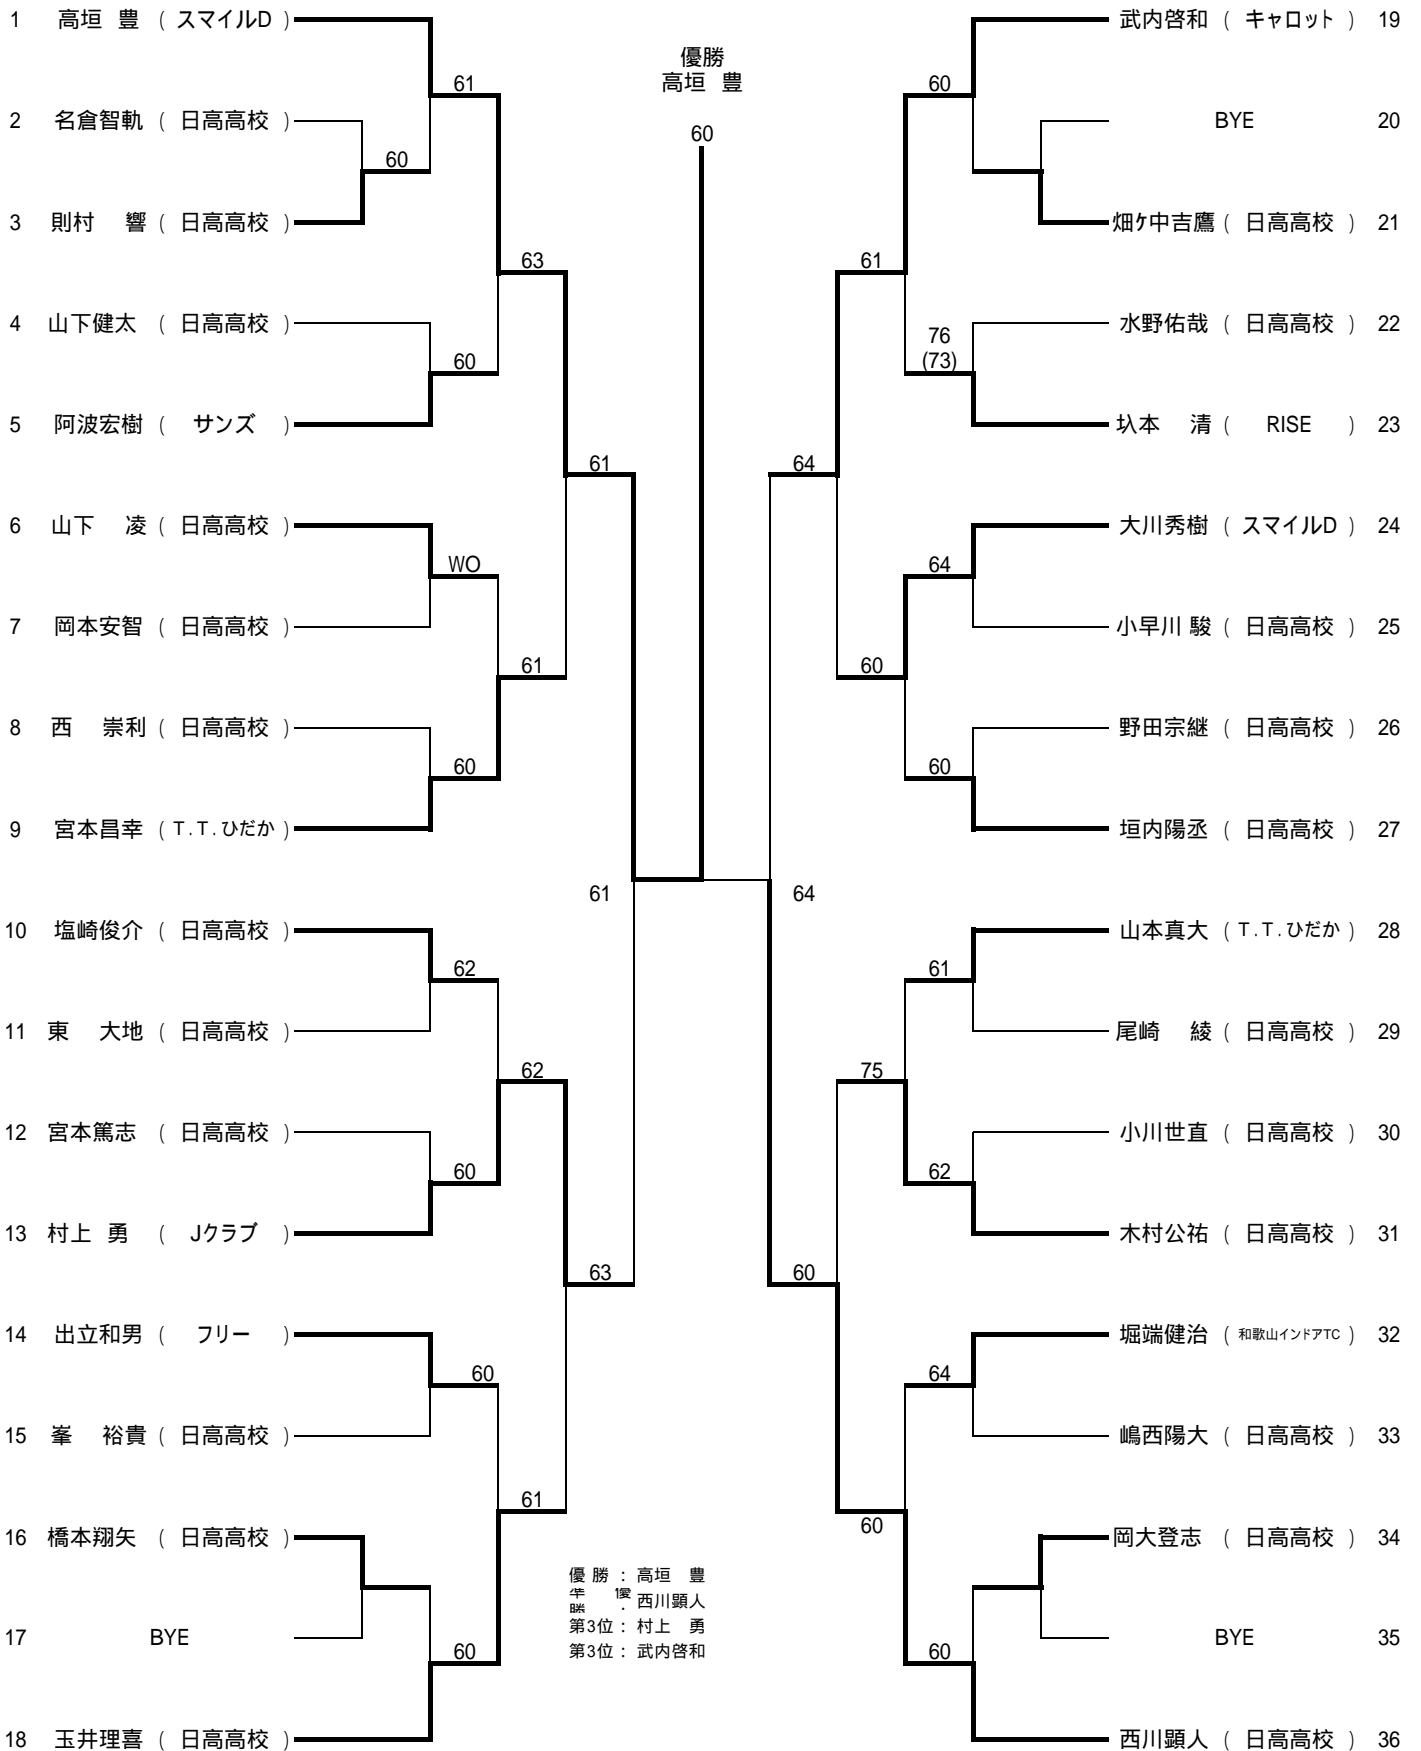 優勝
高垣 豊
60
1 高垣 豊 ( スマイルD )
61
2 名倉智軌 ( 日高高校 )
60
3 則村 響 ( 日高高校 )
63
4 山下健太 ( 日高高校 )
60
5 阿波宏樹 ( サンズ )
61
6 山下 凌 ( 日高高校 )
WO
7 岡本安智 ( 日高高校 )
61
8 西 崇利 ( 日高高校 )
60
9 宮本昌幸 ( T.T.ひだか )
61
10 塩崎俊介 ( 日高高校 )
62
11 東 大地 ( 日高高校 )
62
12 宮本篤志 ( 日高高校 )
60
13 村上 勇 ( Jクラブ )
63
14 出立和男 ( フリー )
60
15 峯 裕貴 ( 日高高校 )
61
16 橋本翔矢 ( 日高高校 )
17 BYE
60
18 玉井理喜 ( 日高高校 )
武内啓和 ( キャロット ) 19
60
BYE 20
畑ケ中吉鷹 ( 日高高校 ) 21
61
水野佑哉 ( 日高高校 ) 22
76
(73)
圦本 清 ( RISE ) 23
64
大川秀樹 ( スマイルD ) 24
64
小早川 駿 ( 日高高校 ) 25
60
野田宗継 ( 日高高校 ) 26
60
垣内陽丞 ( 日高高校 ) 27
64
山本真大 ( T.T.ひだか ) 28
61
尾崎 綾 ( 日高高校 ) 29
75
小川世直 ( 日高高校 ) 30
62
木村公祐 ( 日高高校 ) 31
60
堀端健治 ( 和歌山インドアTC ) 32
64
嶋西陽大 ( 日高高校 ) 33
60
岡大登志 ( 日高高校 ) 34
BYE 35
60
西川顕人 ( 日高高校 ) 36
優 勝 : 高垣 豊
準優勝 : 西川顕人
第3位 : 村上 勇
第3位 : 武内啓和